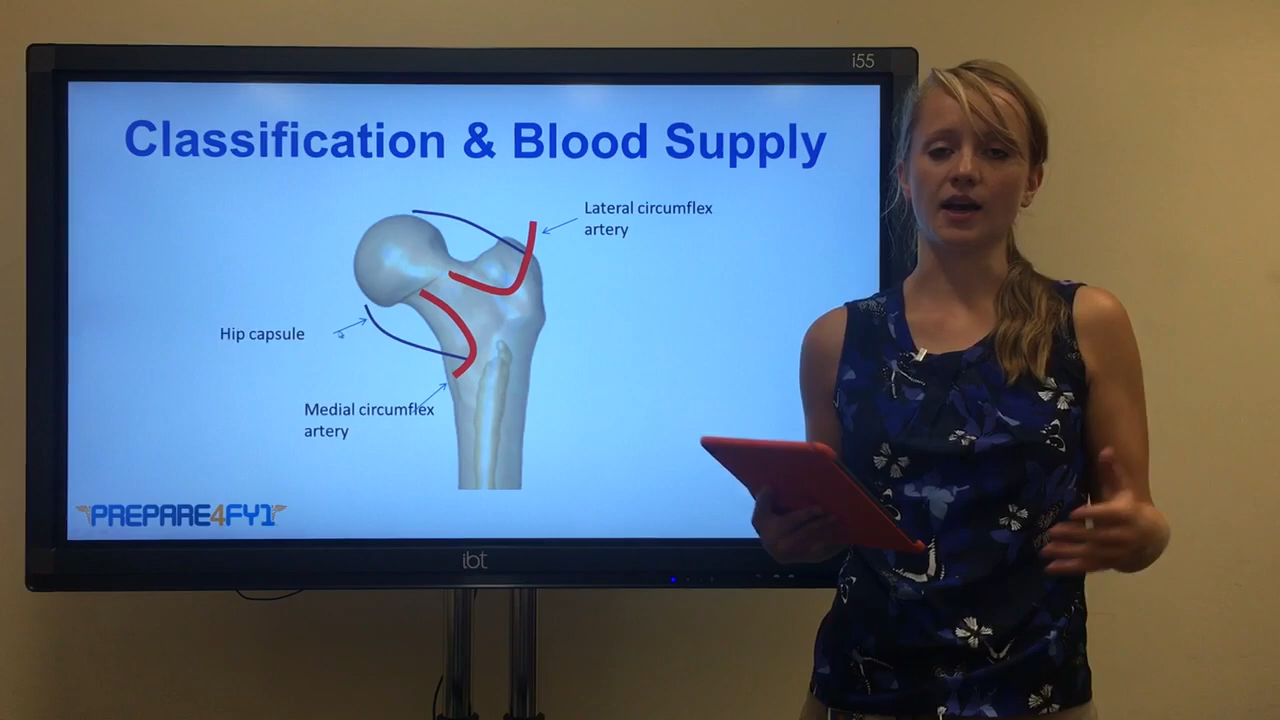 i55
Classification & Blood Supply
Lateral circumflex
artery
Hip capsule
Medial circumflex
artery
PREPARE4FY1
ibt